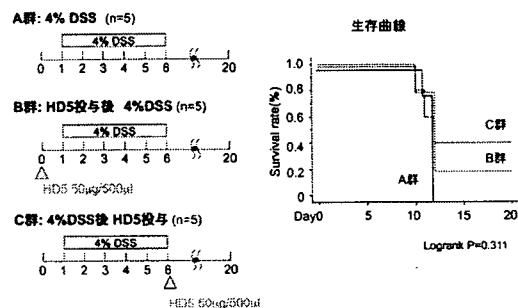 A群: 4% DSS (n=5)
4% DSS
0 1 2 3 4 5 6 20
B群: HD5投与後 4%DSS (n=5)
4% DSS
0 1 2 3 4 5 6 20
HD5 50μg/500μl
C群: 4%DSS後 HD5投与 (n=5)
4% DSS
0 1 2 3 4 5 6 20
HD5 50μg/500μl
生存曲線
Survival rate(%)
1.0
0.8
0.6
0.4
0.2
0
C群
B群
A群
Day0 5 10 15 20
Logrank P=0.311